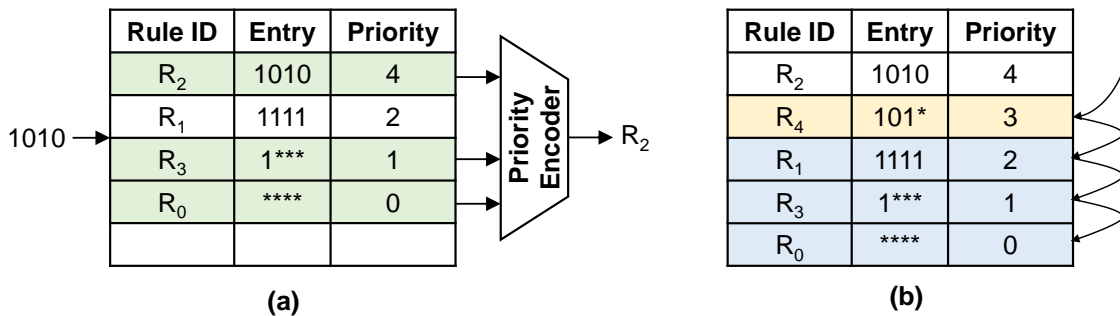 Rule ID Entry Priority
R2 1010 4
R1 1111 2
R3 1*** 1
R0 **** 0
1010
Priority Encoder
R2
(a)
Rule ID Entry Priority
R2 1010 4
R4 101* 3
R1 1111 2
R3 1*** 1
R0 **** 0
(b)